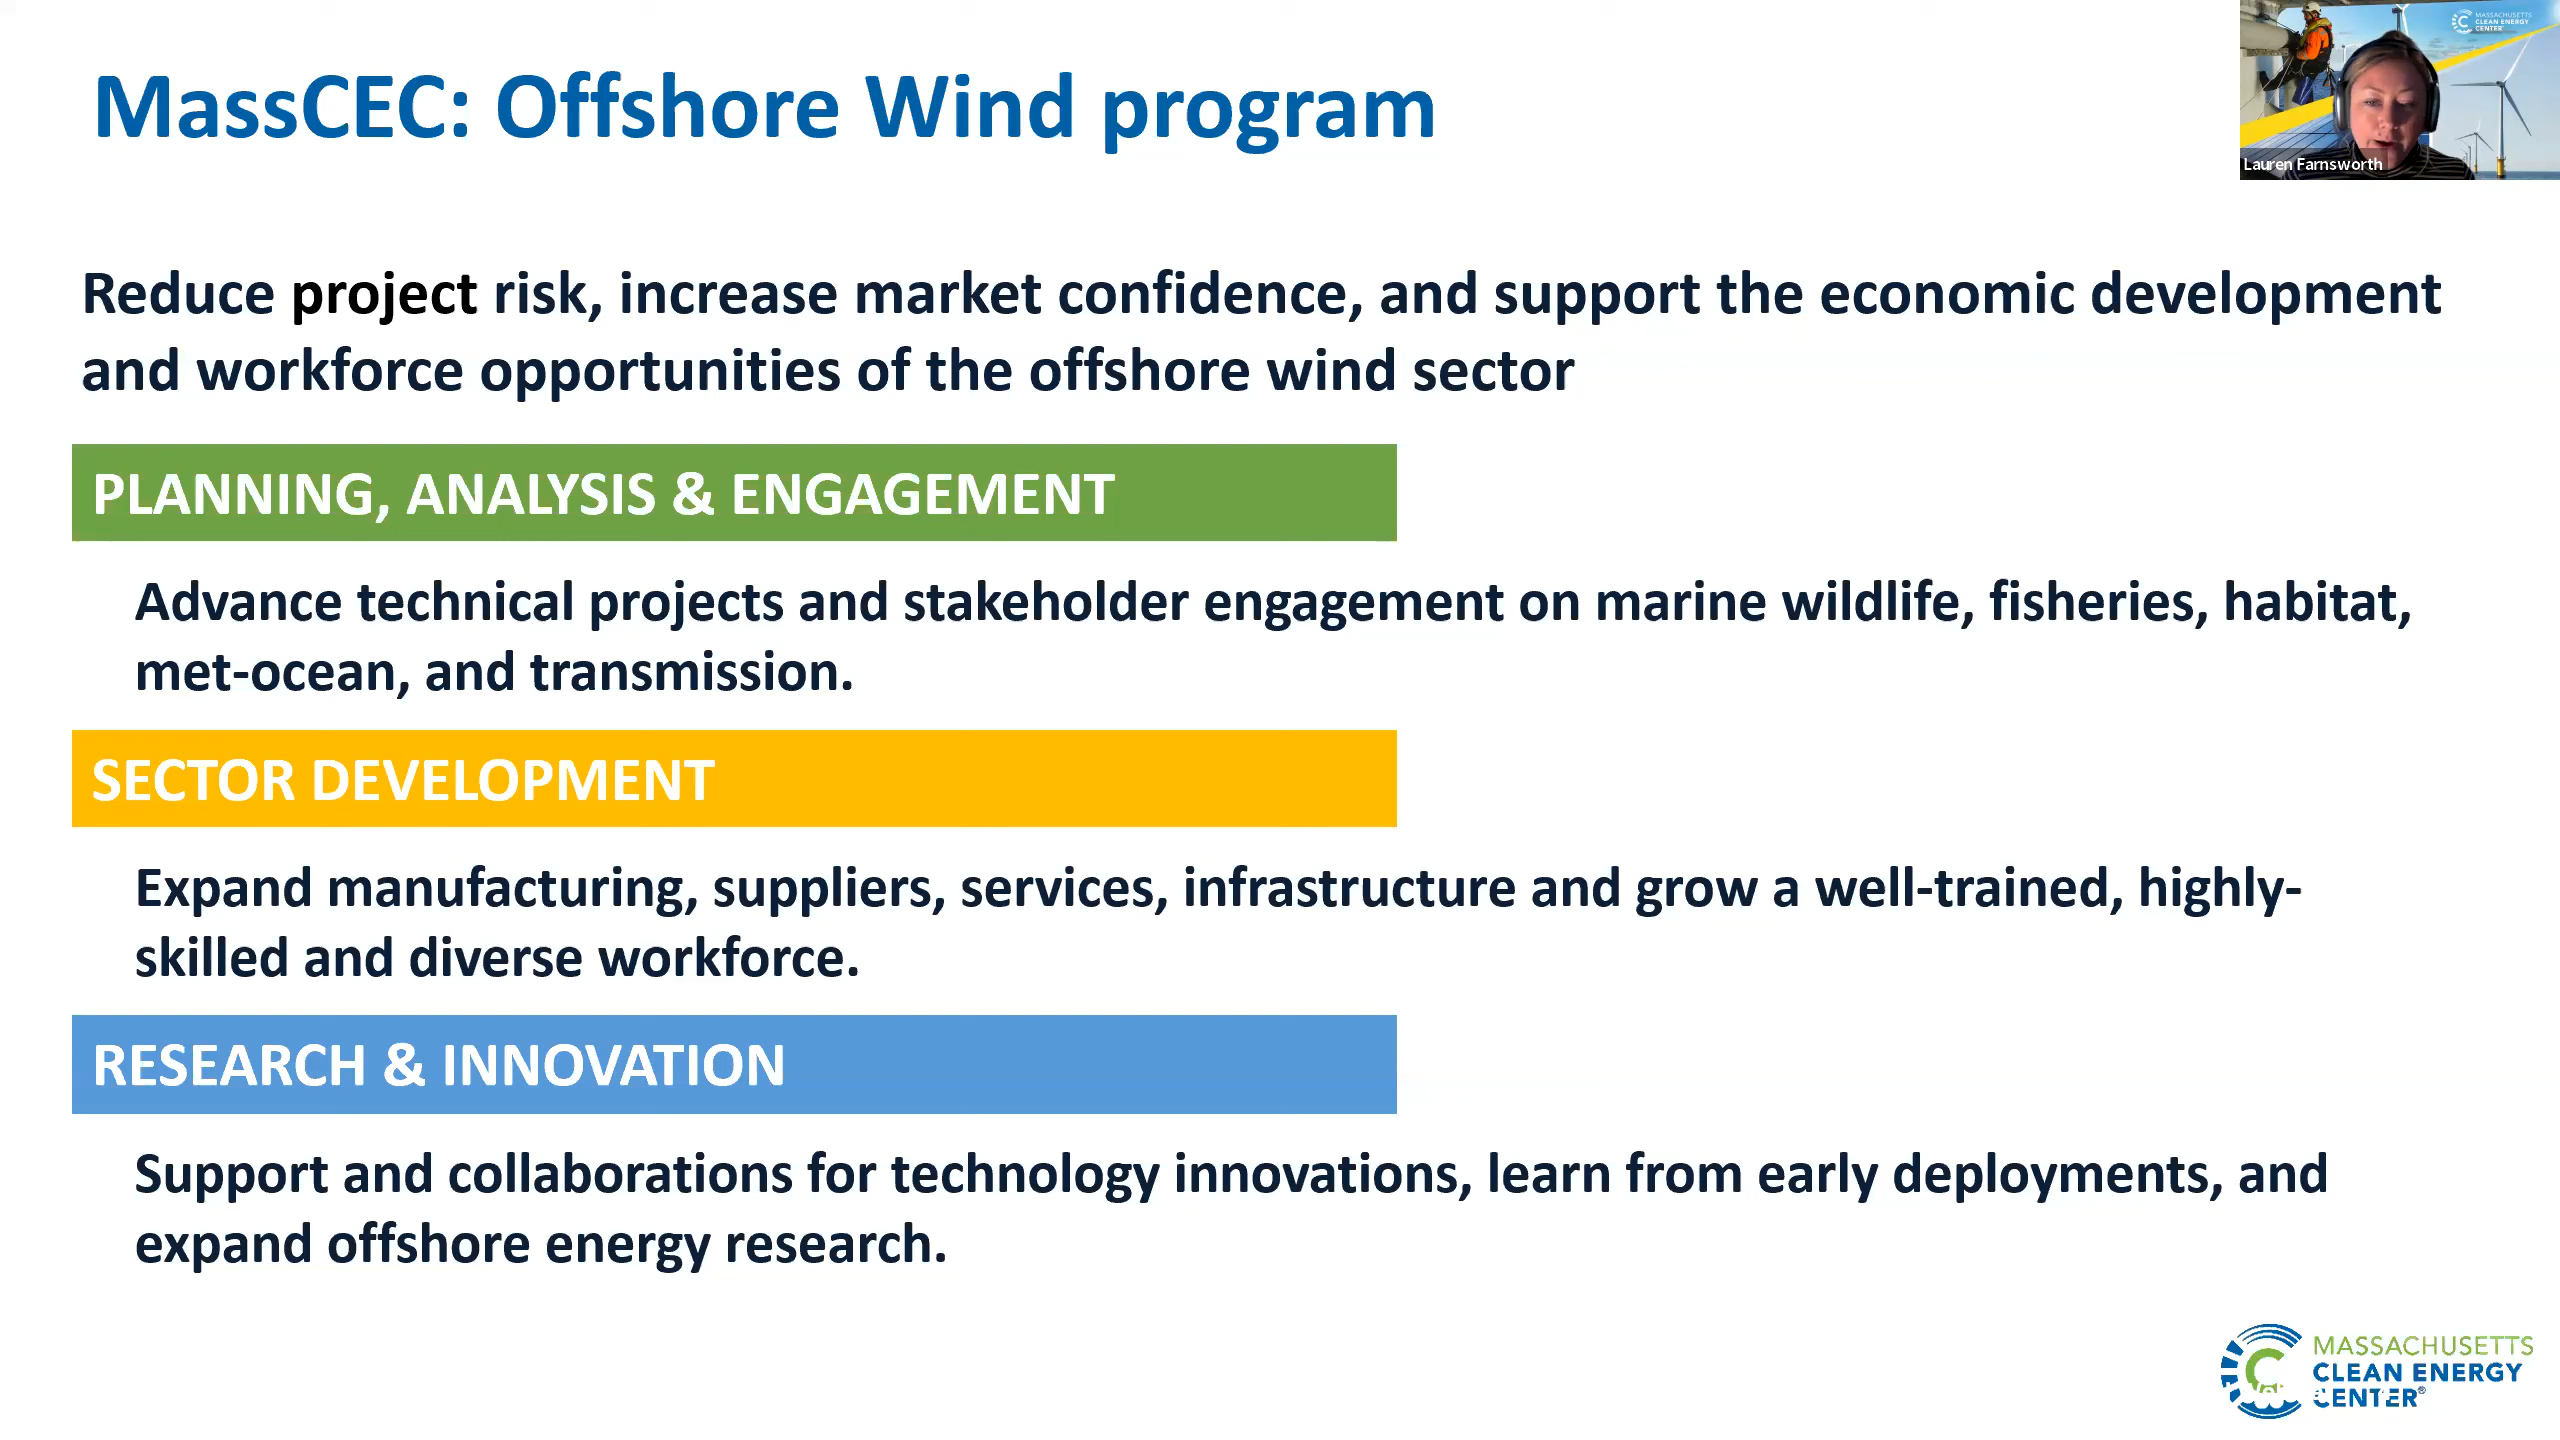 MassCEC: Offshore Wind program
MASSACHUSETTS
CLEAN ENERGY
CENTER
Lauren Farnsworth
Reduce project risk, increase market confidence, and support the economic development
and workforce opportunities of the offshore wind sector
PLANNING, ANALYSIS & ENGAGEMENT
Advance technical projects and stakeholder engagement on marine wildlife, fisheries, habitat,
met-ocean, and transmission.
SECTOR DEVELOPMENT
Expand manufacturing, suppliers, services, infrastructure and grow a well-trained, highly-
skilled and diverse workforce.
RESEARCH & INNOVATION
Support and collaborations for technology innovations, learn from early deployments, and
expand offshore energy research.
MASSACHUSETTS
CLEAN ENERGY
CENTER®